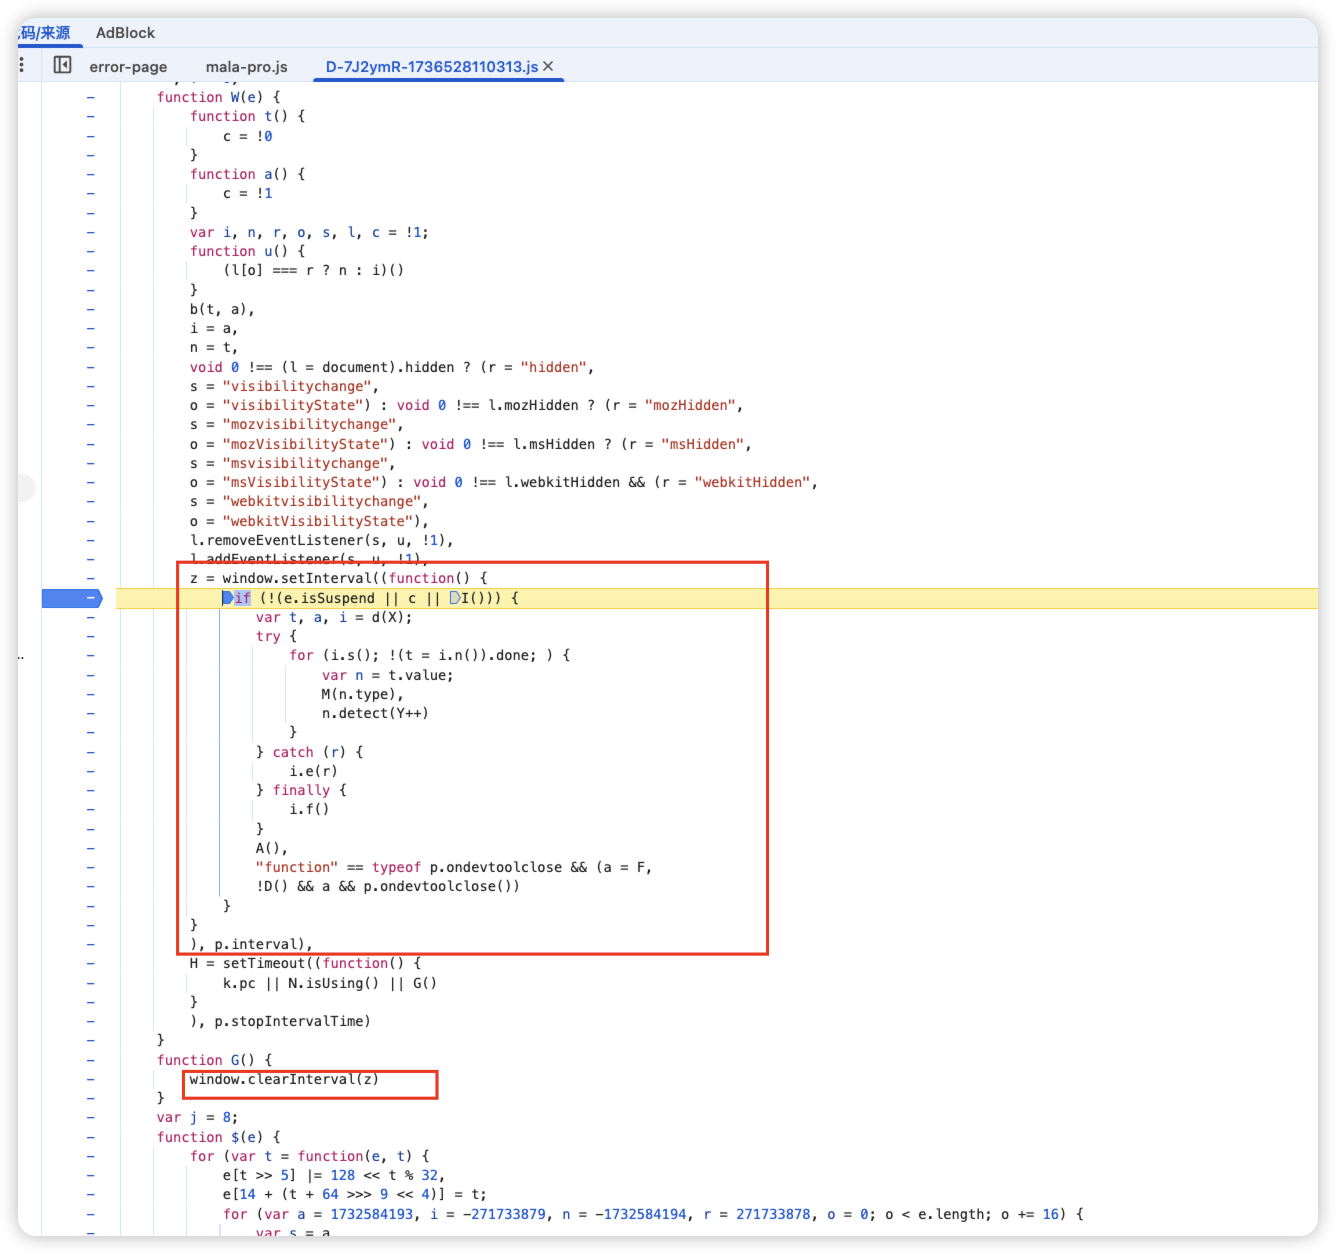 码/来源 AdBlock
error-page mala-pro.js D-7J2ymR-1736528110313.js
function W(e) {
function t() {
c = !0
}
function a() {
c = !1
}
var i, n, r, o, s, l, c = !1;
function u() {
(l[o] === r ? n : i)()
}
b(t, a),
i = a,
n = t,
void 0 !== (l = document).hidden ? (r = "hidden",
s = "visibilitychange",
o = "visibilityState") : void 0 !== l.mozHidden ? (r = "mozHidden",
s = "mozvisibilitychange",
o = "mozVisibilityState") : void 0 !== l.msHidden ? (r = "msHidden",
s = "msvisibilitychange",
o = "msVisibilityState") : void 0 !== l.webkitHidden && (r = "webkitHidden",
s = "webkitvisibilitychange",
o = "webkitVisibilityState"),
l.removeEventListener(s, u, !1),
l.addEventListener(s, u, !1),
z = window.setInterval((function() {
if (!(e.isSuspend || c || I())) {
var t, a, i = d(X);
try {
for (i.s(); !(t = i.n()).done; ) {
var n = t.value;
M(n.type),
n.detect(Y++)
}
} catch (r) {
i.e(r)
} finally {
i.f()
}
A(),
"function" == typeof p.ondevtoolclose && (a = F,
!D() && a && p.ondevtoolclose())
}
}
), p.interval),
H = setTimeout((function() {
k.pc || N.isUsing() || G()
}
), p.stopIntervalTime)
}
function G() {
window.clearInterval(z)
}
var j = 8;
function $(e) {
for (var t = function(e, t) {
e[t >> 5] |= 128 << t % 32,
e[14 + (t + 64 >>> 9 << 4)] = t;
for (var a = 1732584193, i = -271733879, n = -1732584194, r = 271733878, o = 0; o < e.length; o += 16) {
var s = a